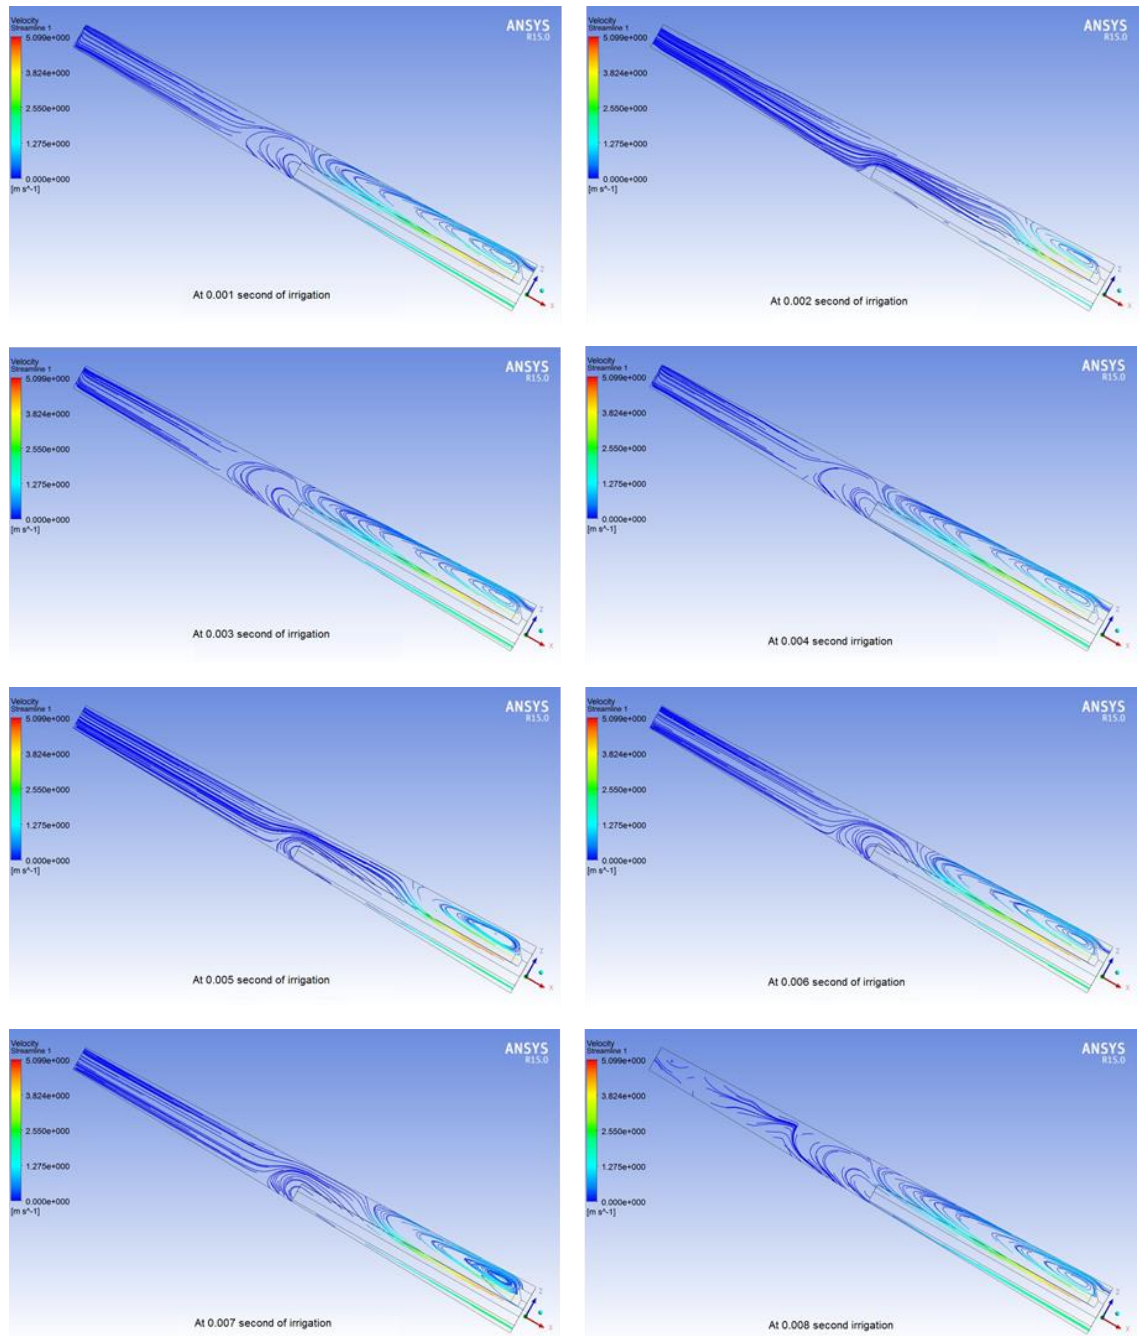 Velocity
Streamline 1
5.099e+000
3.824e+000
2.550e+000
1.275e+000
0.000e+000
[m s^-1]
ANSYS
R15.0
Z
X
At 0.001 second of irrigation
Velocity
Streamline 1
5.099e+000
3.824e+000
2.550e+000
1.275e+000
0.000e+000
[m s^-1]
ANSYS
R15.0
Z
X
At 0.002 second of irrigation
Velocity
Streamline 1
5.099e+000
3.824e+000
2.550e+000
1.275e+000
0.000e+000
[m s^-1]
ANSYS
R15.0
Z
X
At 0.003 second of irrigation
Velocity
Streamline 1
5.099e+000
3.824e+000
2.550e+000
1.275e+000
0.000e+000
[m s^-1]
ANSYS
R15.0
Z
X
At 0.004 second irrigation
Velocity
Streamline 1
5.099e+000
3.824e+000
2.550e+000
1.275e+000
0.000e+000
[m s^-1]
ANSYS
R15.0
Z
X
At 0.005 second of irrigation
Velocity
Streamline 1
5.099e+000
3.824e+000
2.550e+000
1.275e+000
0.000e+000
[m s^-1]
ANSYS
R15.0
Z
X
At 0.006 second of irrigation
Velocity
Streamline 1
5.099e+000
3.824e+000
2.550e+000
1.275e+000
0.000e+000
[m s^-1]
ANSYS
R15.0
Z
X
At 0.007 second of irrigation
Velocity
Streamline 1
5.099e+000
3.824e+000
2.550e+000
1.275e+000
0.000e+000
[m s^-1]
ANSYS
R15.0
Z
X
At 0.008 second irrigation